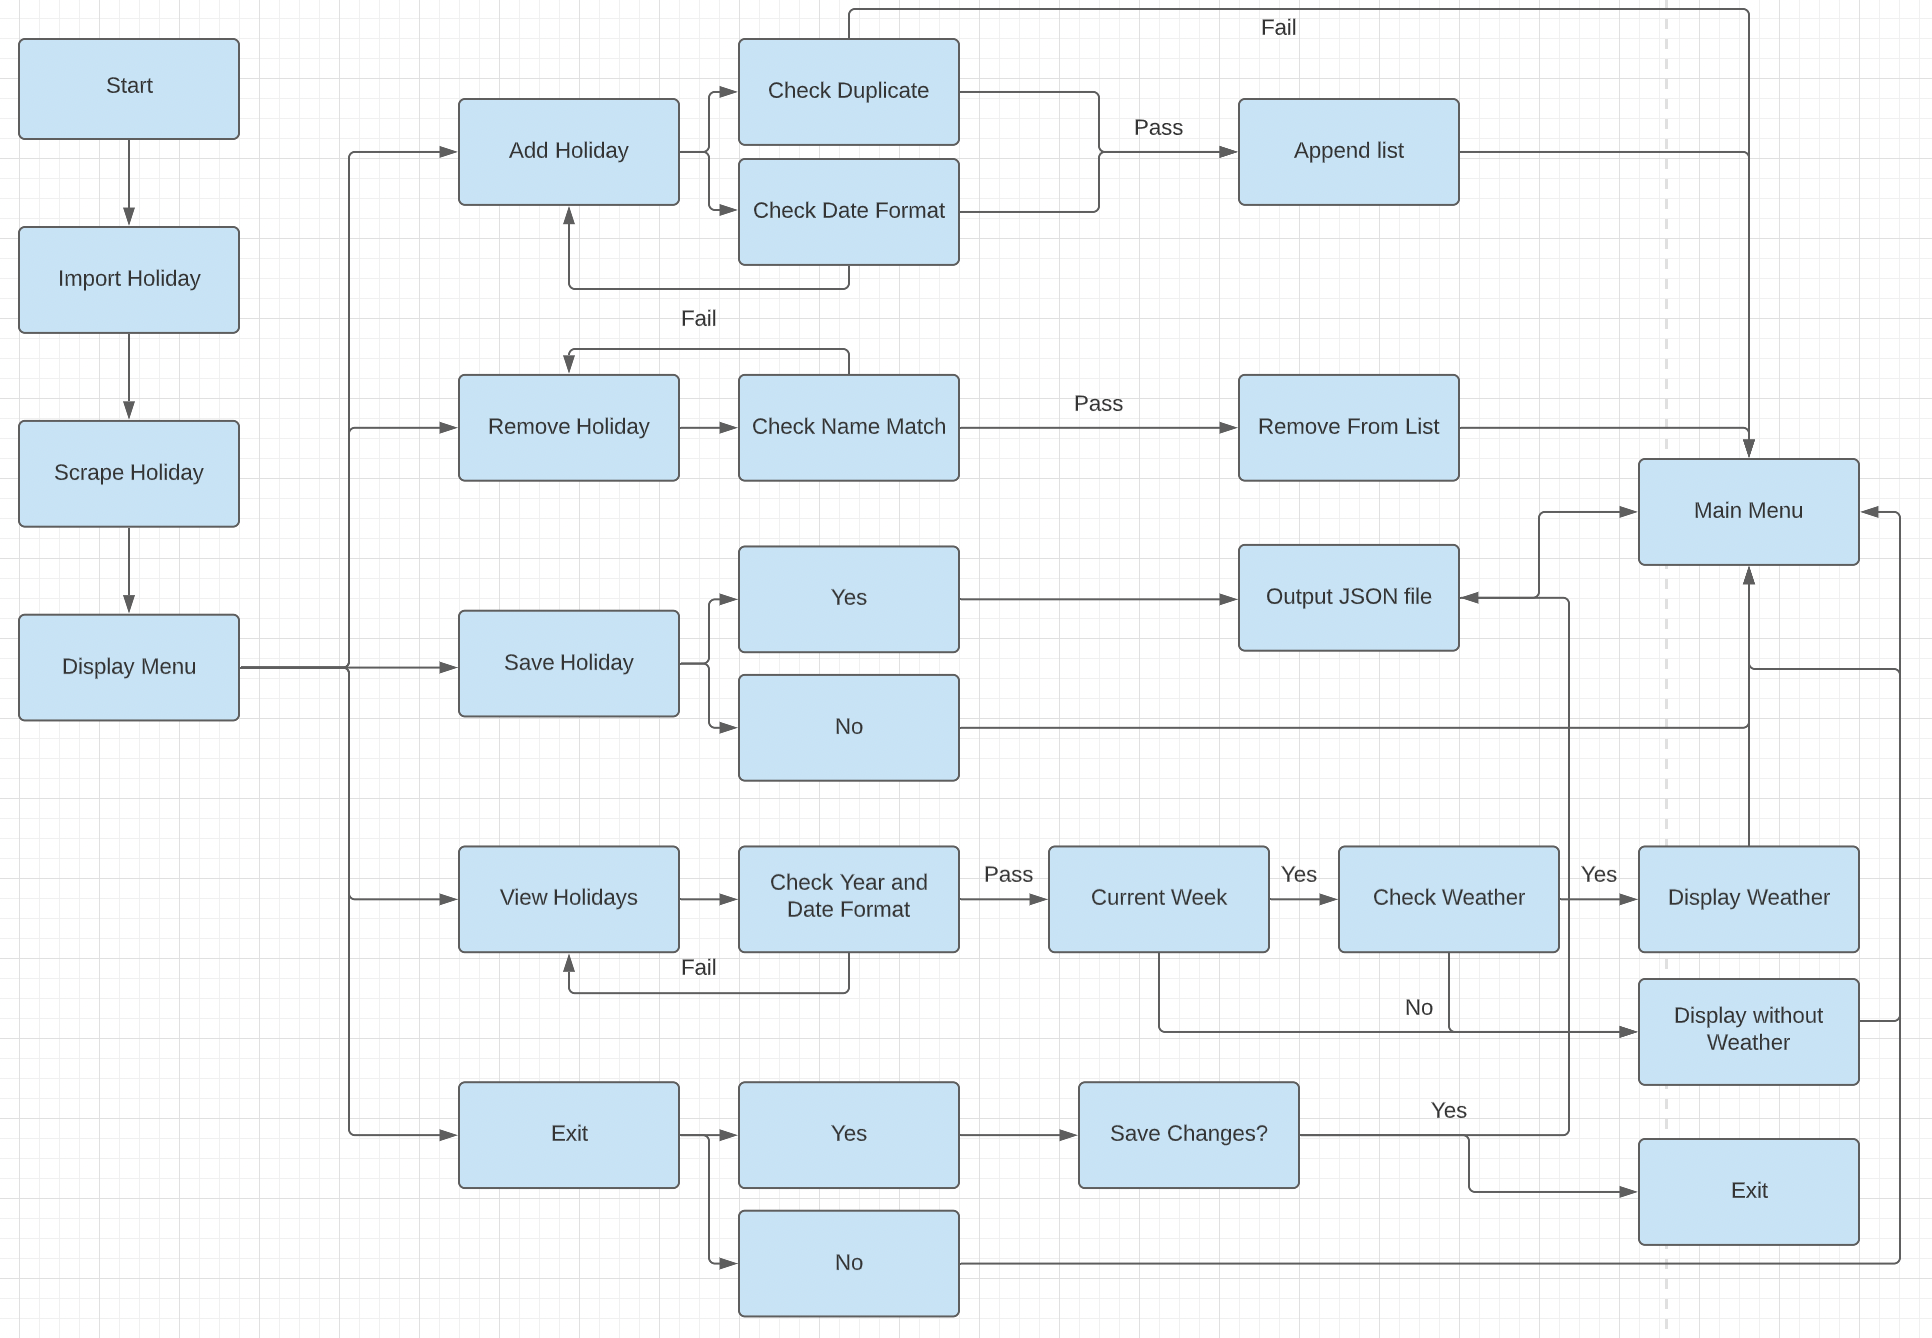 Fail
Start
Check Duplicate
Add Holiday
Pass
Append list
Check Date Format
Import Holiday
Fail
Remove Holiday
Check Name Match
Pass
Remove From List
Scrape Holiday
Main Menu
Yes
Output JSON file
Display Menu
Save Holiday
No
View Holidays
Check Year and
Date Format
Pass
Current Week
Yes
Check Weather
Yes
Display Weather
Fail
No
Display without
Weather
Exit
Yes
Save Changes?
Yes
Exit
No